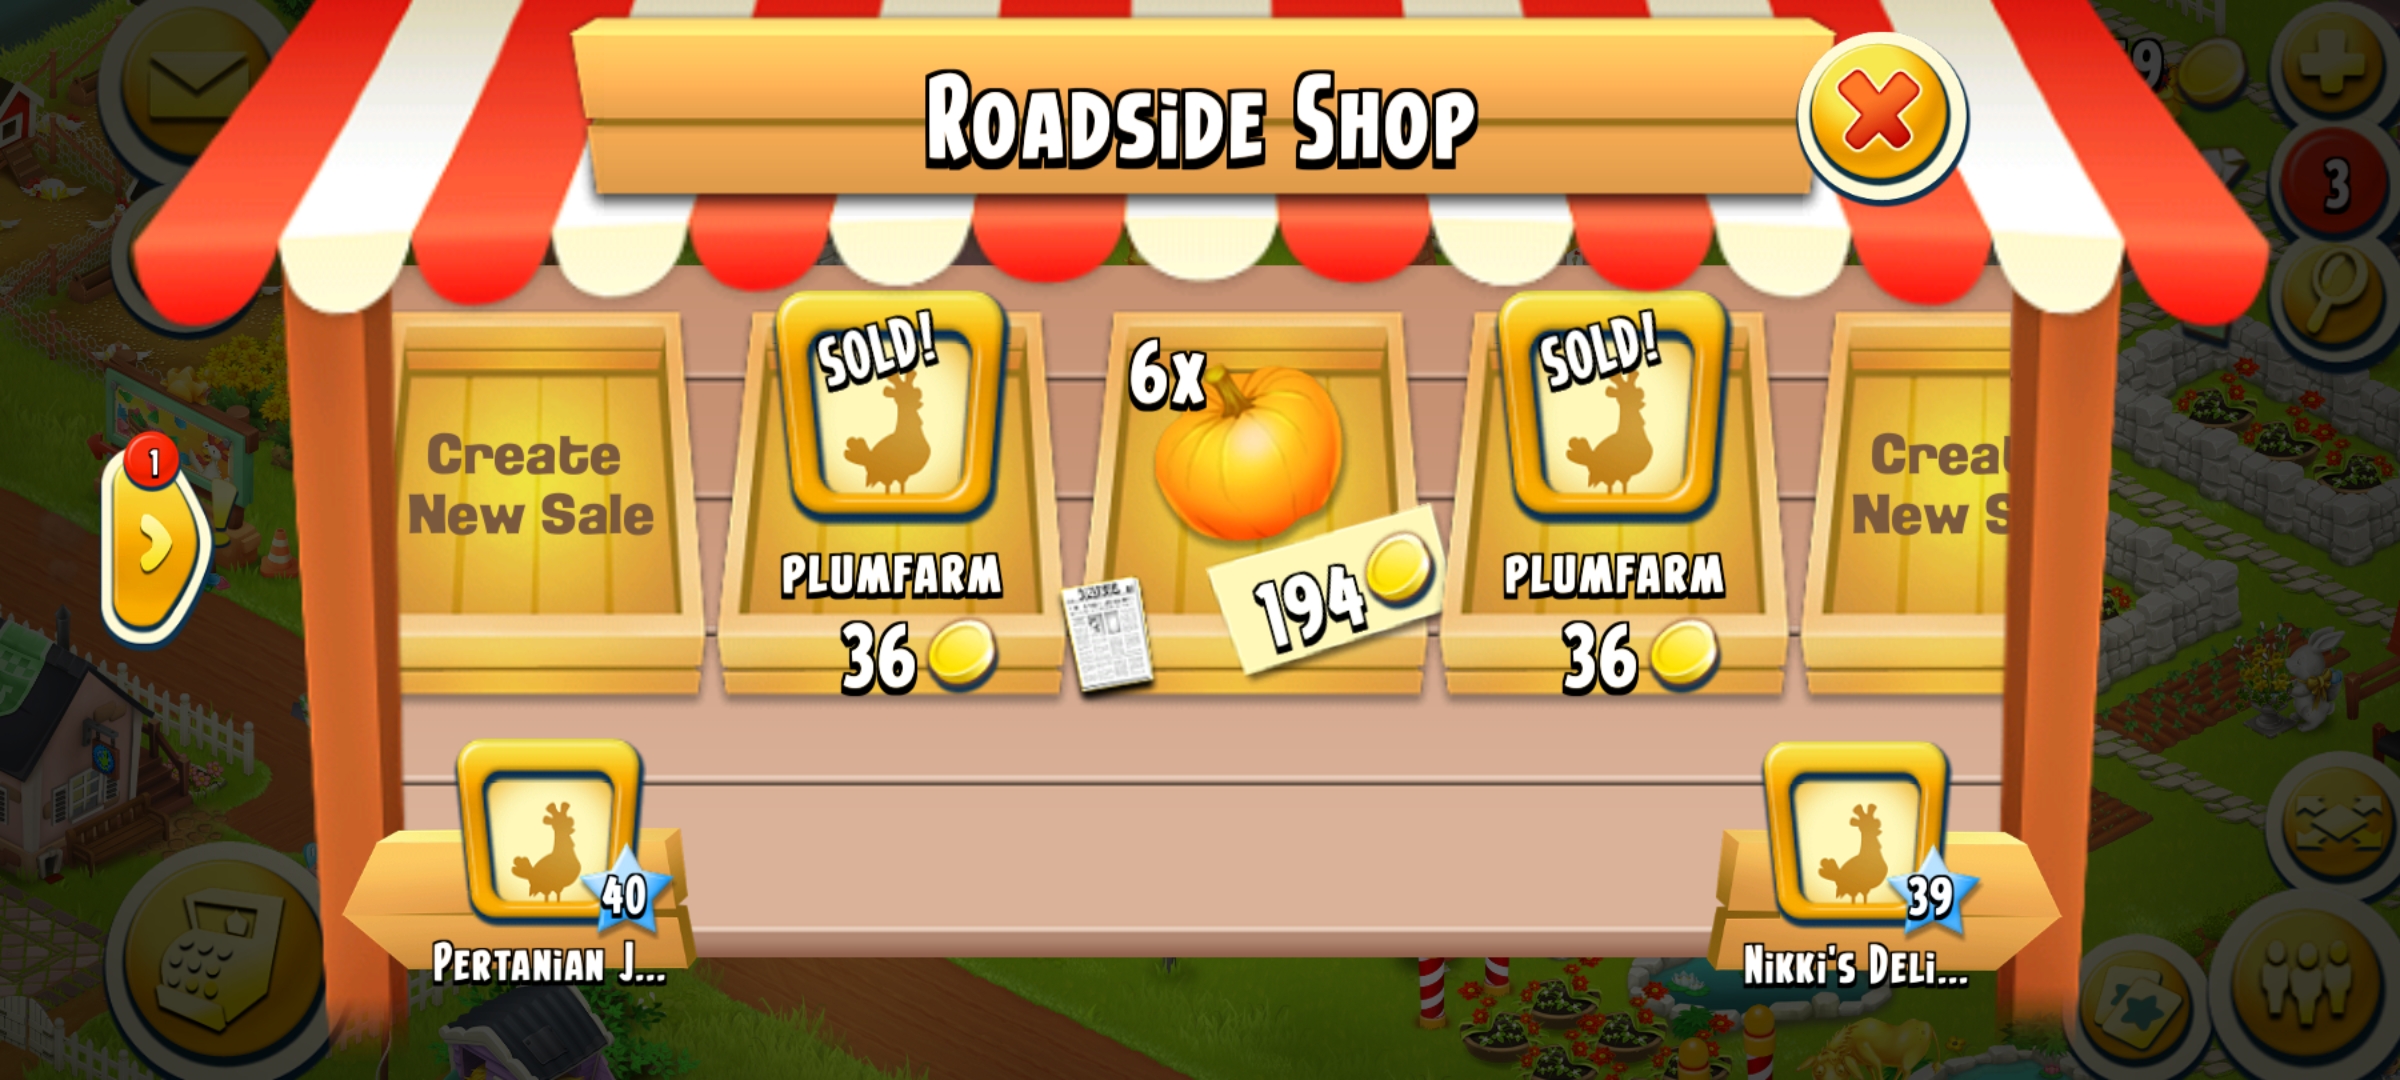 ROADSIDE SHOP
9
3
1
Create
New Sale
SOLD!
PLUMFARM
36
6x
194
SOLD!
PLUMFARM
36
Creat
New S
40
PERTANIAN J...
39
NIKKI'S DELI...